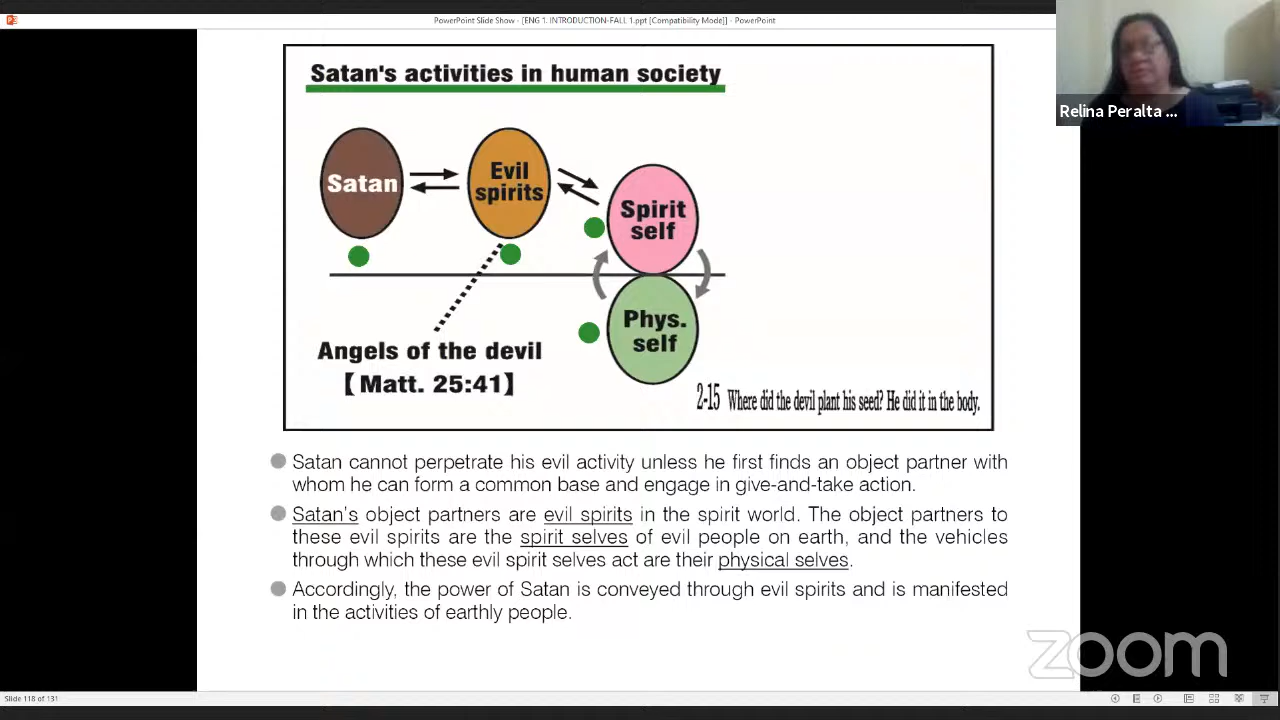 PowerPoint Slide Show - [ENG 1. INTRODUCTION-FALL 1.ppt [Compatibility Mode]] - PowerPoint
Relina Peralta ...
Satan's activities in human society
Satan
Evil
spirits
Spirit
self
Phys.
self
Angels of the devil
【Matt. 25:41】
2-15 Where did the devil plant his seed? He did it in the body.
Satan cannot perpetrate his evil activity unless he first finds an object partner with
whom he can form a common base and engage in give-and-take action.
Satan's object partners are evil spirits in the spirit world. The object partners to
these evil spirits are the spirit selves of evil people on earth, and the vehicles
through which these evil spirit selves act are their physical selves.
Accordingly, the power of Satan is conveyed through evil spirits and is manifested
in the activities of earthly people.
zoom
Slide 118 of 131